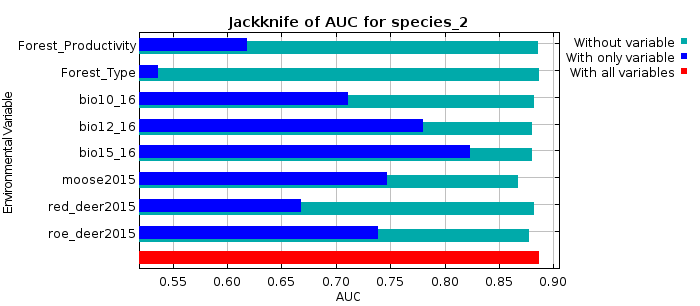 Jackknife of AUC for species_2
Environmental Variable
Forest_Productivity
Forest_Type
bio10_16
bio12_16
bio15_16
moose2015
red_deer2015
roe_deer2015
Without variable
With only variable
With all variables
0.55 0.60 0.65 0.70 0.75 0.80 0.85 0.90
AUC